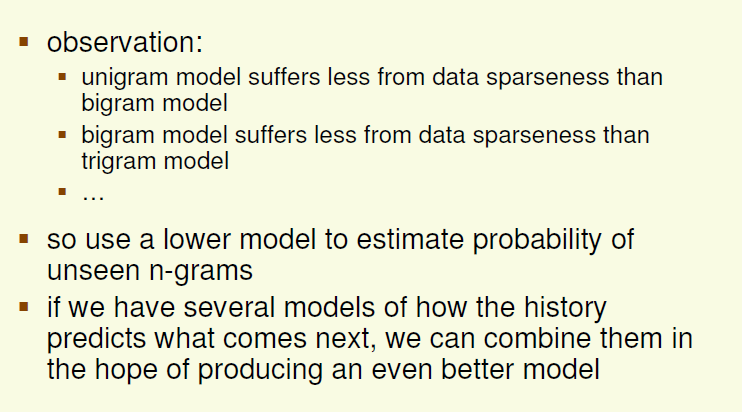 ▪ observation:
▪ unigram model suffers less from data sparseness than
bigram model
▪ bigram model suffers less from data sparseness than
trigram model
▪ …
▪ so use a lower model to estimate probability of
unseen n-grams
▪ if we have several models of how the history
predicts what comes next, we can combine them in
the hope of producing an even better model